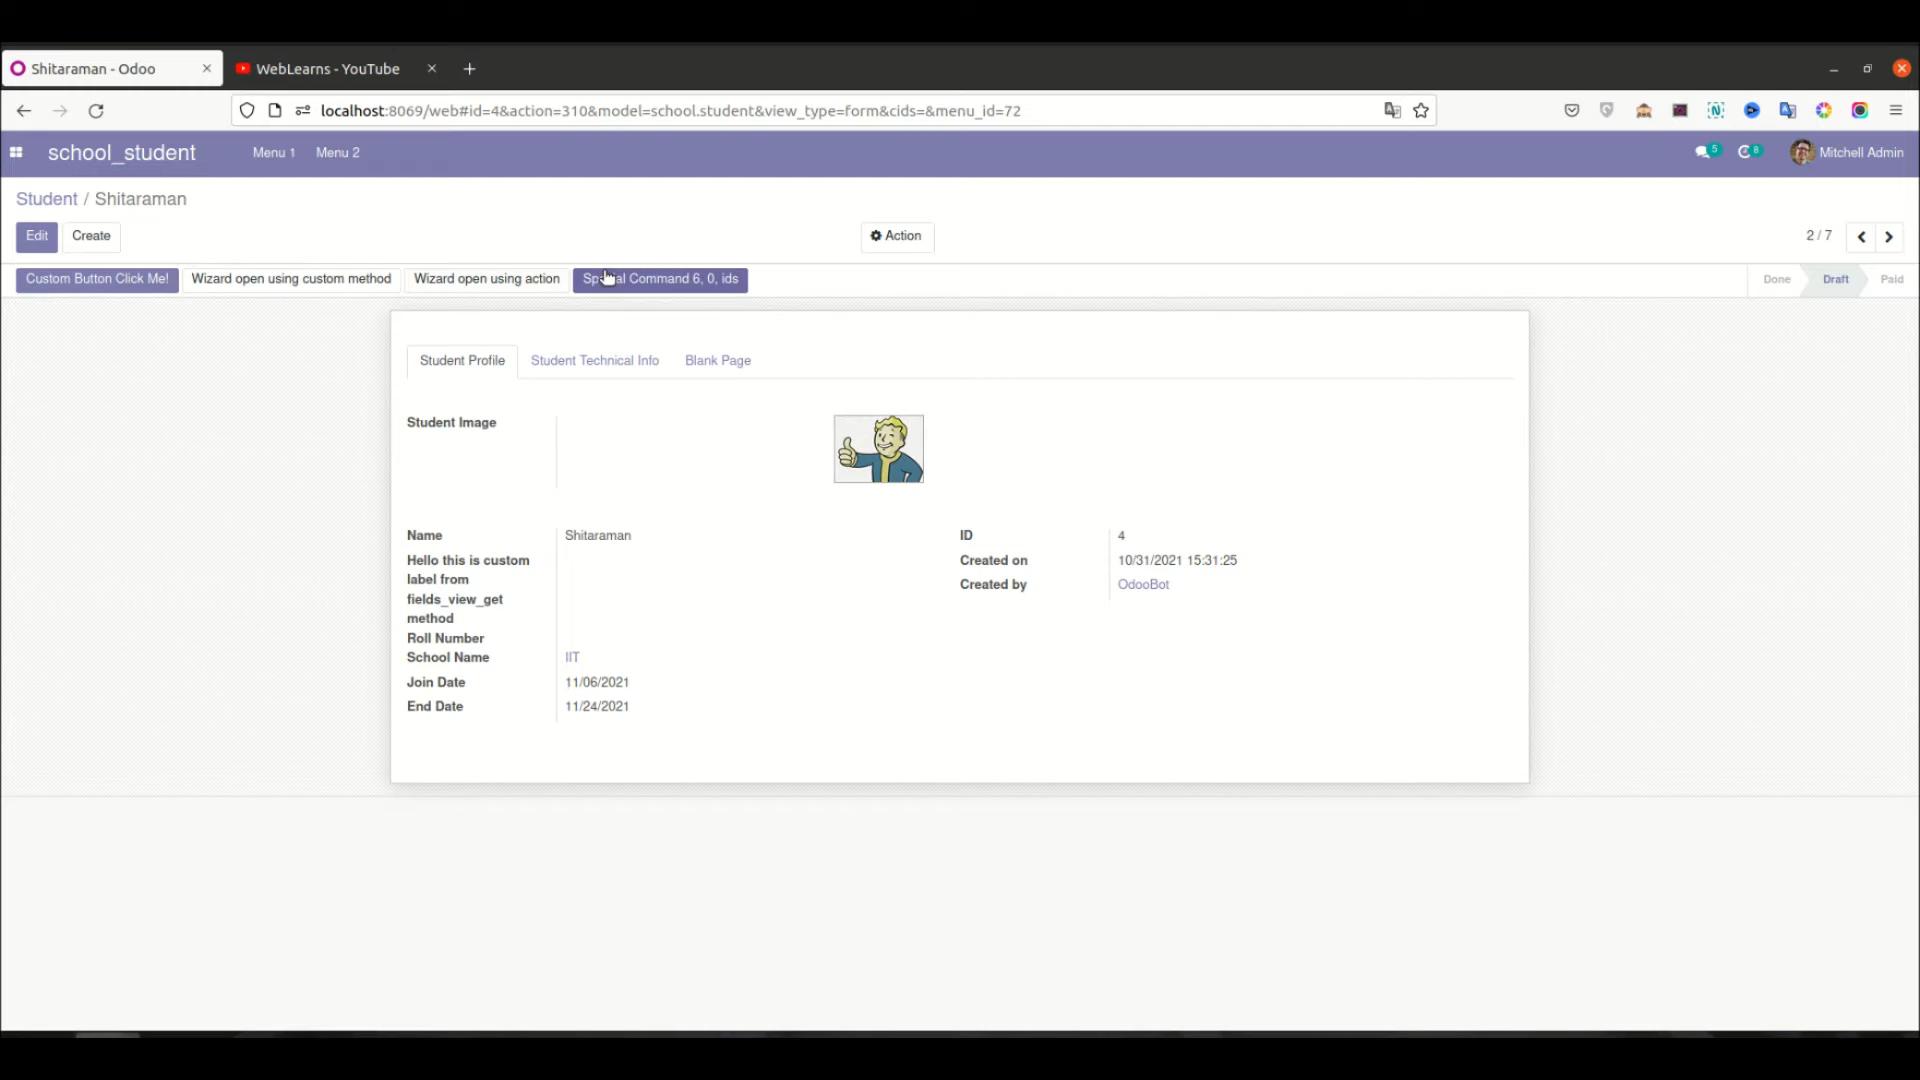 Shitaraman - Odoo
WebLearns - YouTube
localhost:8069/web#id=4&action=310&model=school.student&view_type=form&cids=&menu_id=72
school_student
Menu 1
Menu 2
5
8
Mitchell Admin
Student / Shitaraman
Edit
Create
Action
2 / 7
Custom Button Click Me!
Wizard open using custom method
Wizard open using action
Command 6, 0, ids
Done
Draft
Paid
Student Profile
Student Technical Info
Blank Page
Student Image
Name
Shitaraman
Hello this is custom
label from
fields_view_get
method
Roll Number
School Name
IIT
Join Date
11/06/2021
End Date
11/24/2021
ID
4
Created on
10/31/2021 15:31:25
Created by
OdooBot